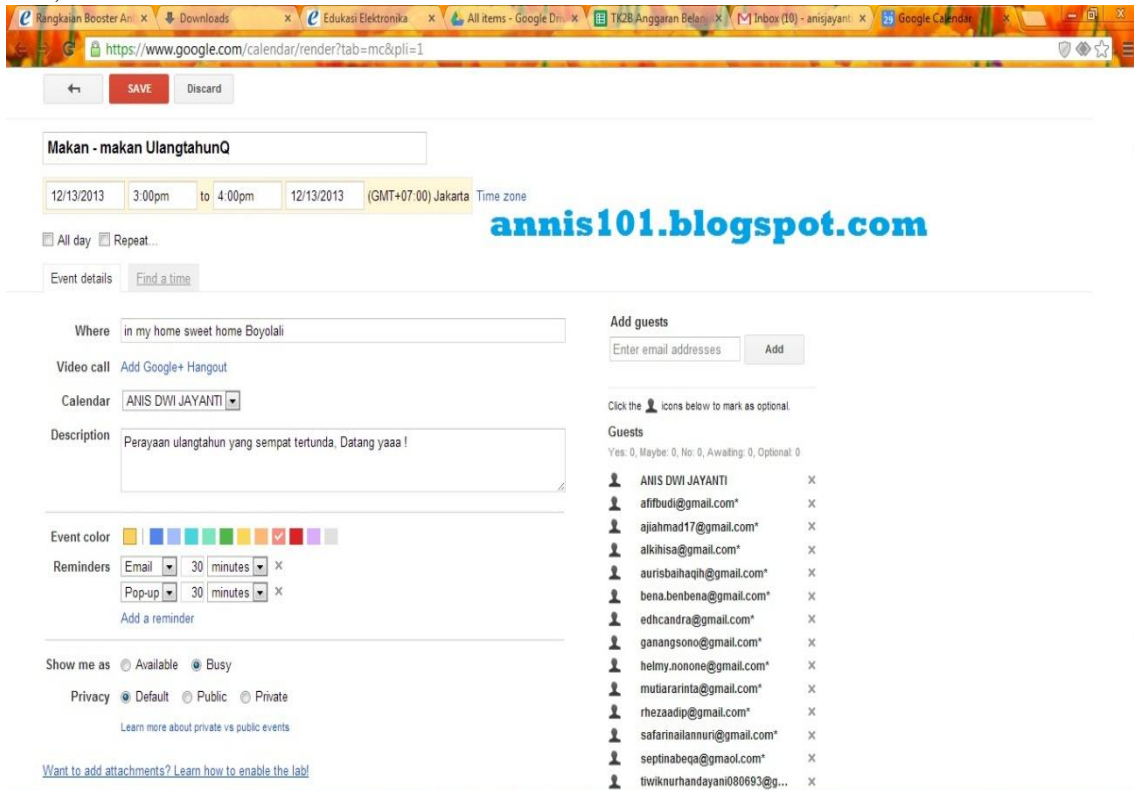 Rangkaian Booster An
Downloads
Edukasi Elektronika
All items - Google Driv
TK2B Anggaran Belanj
Inbox (10) - anisjayant
Google Calendar
https://www.google.com/calendar/render?tab=mc&pli=1
SAVE Discard
Makan - makan UlangtahunQ
12/13/2013 3:00pm to 4:00pm 12/13/2013 (GMT+07:00) Jakarta Time zone
annis101.blogspot.com
All day Repeat...
Event details Find a time
Where in my home sweet home Boyolali
Video call Add Google+ Hangout
Calendar ANIS DWI JAYANTI
Description Perayaan ulangtahun yang sempat tertunda, Datang yaaa !
Event color
Reminders Email 30 minutes x
Pop-up 30 minutes x
Add a reminder
Show me as Available Busy
Privacy Default Public Private
Learn more about private vs public events
Want to add attachments? Learn how to enable the lab!
Add guests
Enter email addresses Add
Click the icons below to mark as optional.
Guests
Yes: 0, Maybe: 0, No: 0, Awaiting: 0, Optional: 0
ANIS DWI JAYANTI x
afifbudi@gmail.com* x
ajiahmad17@gmail.com* x
alkihisa@gmail.com* x
aurisbaihaqih@gmail.com* x
bena.benbena@gmail.com* x
edhcandra@gmail.com* x
ganangsono@gmail.com* x
helmy.nonone@gmail.com* x
mutiararinta@gmail.com* x
rhezaadip@gmail.com* x
safarinailannuri@gmail.com* x
septinabeqa@gmaol.com* x
tiwiknurhandayani080693@g... x